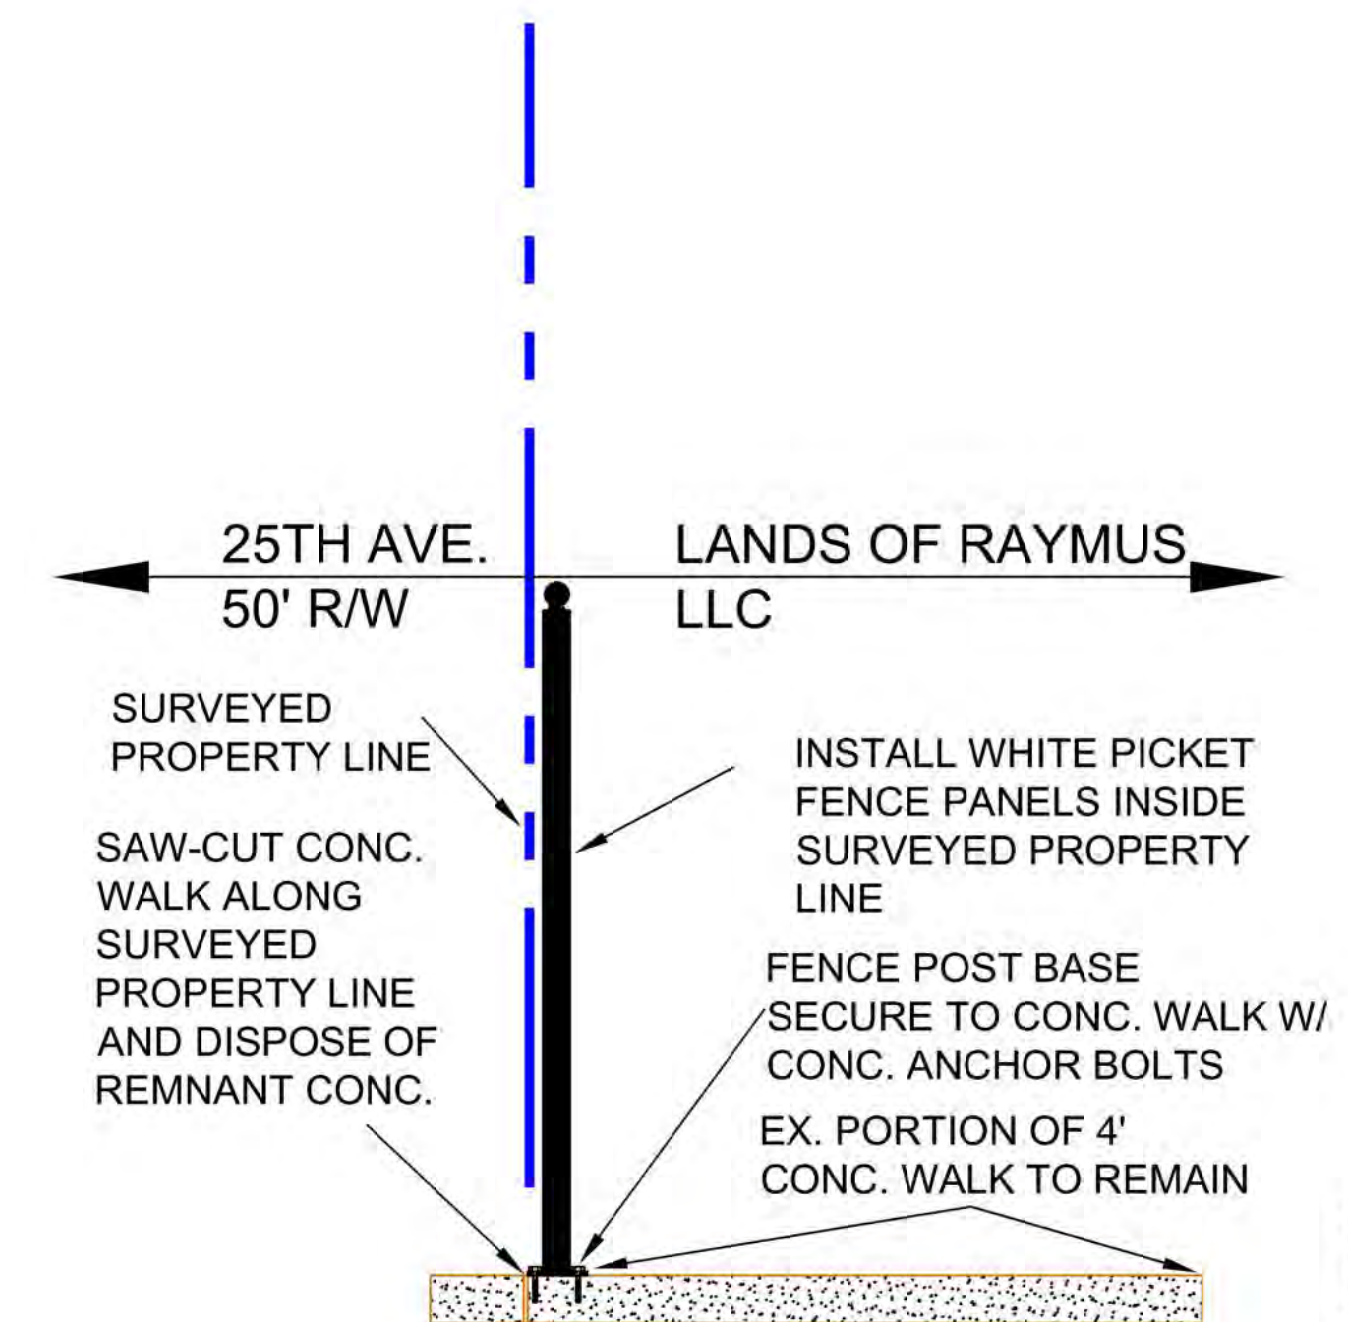 25TH AVE.
50' R/W
LANDS OF RAYMUS
LLC
SURVEYED
PROPERTY LINE
SAW-CUT CONC.
WALK ALONG
SURVEYED
PROPERTY LINE
AND DISPOSE OF
REMNANT CONC.
INSTALL WHITE PICKET
FENCE PANELS INSIDE
SURVEYED PROPERTY
LINE
FENCE POST BASE
SECURE TO CONC. WALK W/
CONC. ANCHOR BOLTS
EX. PORTION OF 4'
CONC. WALK TO REMAIN